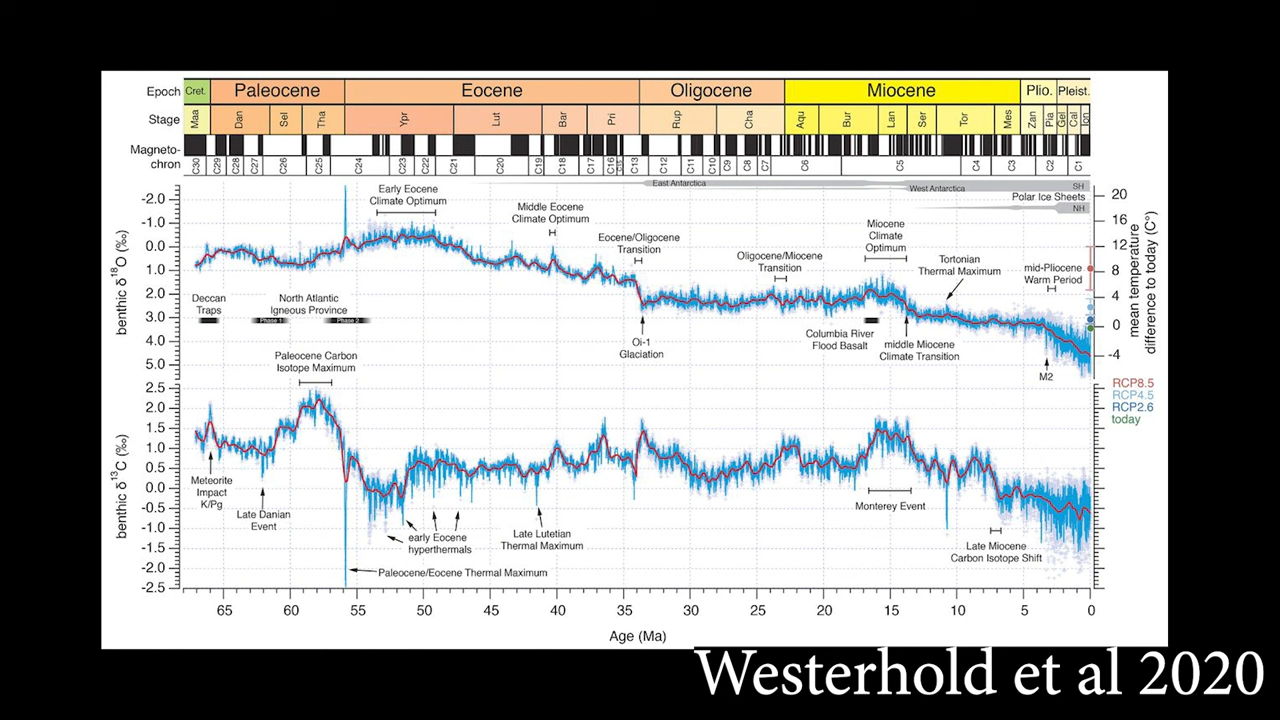 Epoch Cret. Paleocene Eocene Oligocene Miocene Plio. Pleist.
Stage Maa Dan Sel Tha Ypr Lut Bar Pri Rup Cha Aqu Bur Lan Ser Tor Mes Zan Pia Gel Cal Ion
Magneto-
chron C30 C29 C28 C27 C26 C25 C24 C23 C22 C21 C20 C19 C18 C17 C16 C15 C13 C12 C11 C10 C9 C8 C7 C6 C5 C4 C3 C2 C1
East Antarctica
West Antarctica
SH
Polar Ice Sheets
NH
benthic δ18O (‰)
-2.0
-1.0
0.0
1.0
2.0
3.0
4.0
5.0
Early Eocene
Climate Optimum
Middle Eocene
Climate Optimum
Eocene/Oligocene
Transition
Oligocene/Miocene
Transition
Miocene
Climate
Optimum
Tortonian
Thermal Maximum
mid-Pliocene
Warm Period
Deccan
Traps
North Atlantic
Igneous Province
Phase 1
Phase 2
Oi-1
Glaciation
Columbia River
Flood Basalt
middle Miocene
Climate Transition
M2
20
16
12
8
4
0
-4
mean temperature
difference to today (C°)
RCP8.5
RCP4.5
RCP2.6
today
benthic δ13C (‰)
2.5
2.0
1.5
1.0
0.5
0.0
-0.5
-1.0
-1.5
-2.0
-2.5
Paleocene Carbon
Isotope Maximum
Meteorite
Impact
K/Pg
Late Danian
Event
early Eocene
hyperthermals
Paleocene/Eocene Thermal Maximum
Late Lutetian
Thermal Maximum
Monterey Event
Late Miocene
Carbon Isotope Shift
65 60 55 50 45 40 35 30 25 20 15 10 5 0
Age (Ma)
Westerhold et al 2020